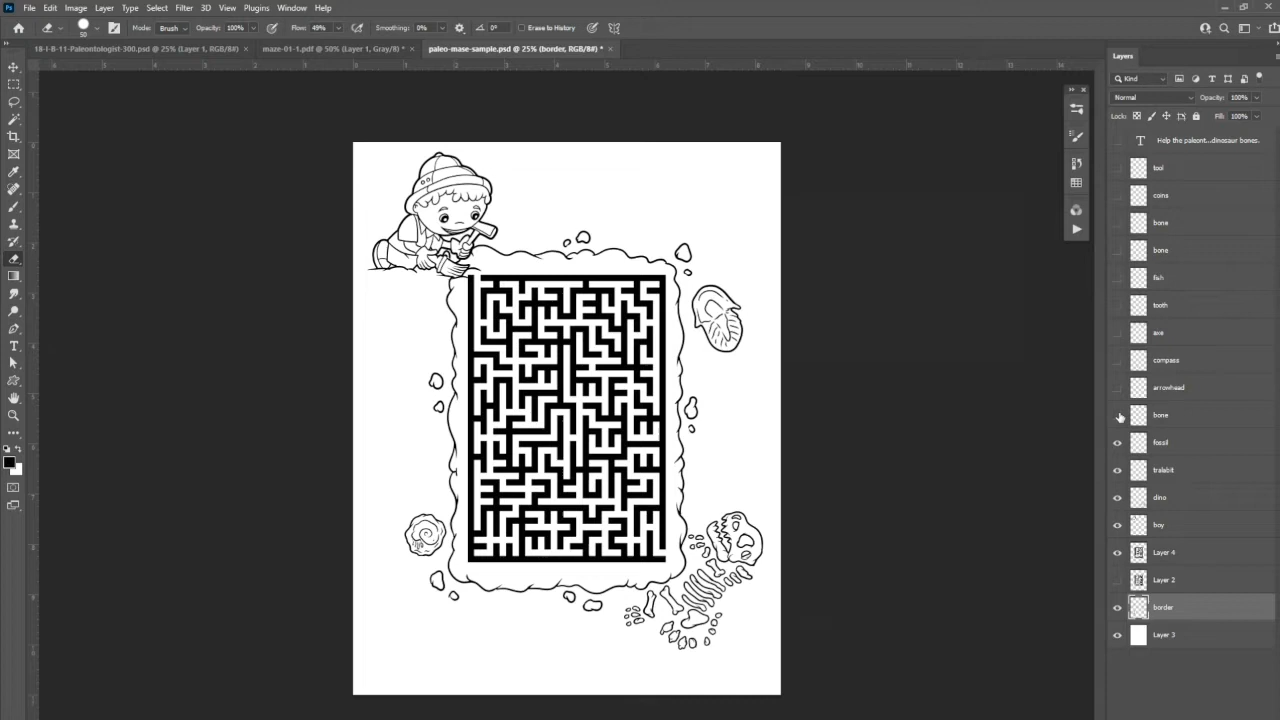 Ps File Edit Image Layer Type Select Filter 3D View Plugins Window Help
50 Mode: Brush Opacity: 100% Flow: 49% Smoothing: 0% 0° Erase to History
18-I-B-11-Paleontologist-300.psd @ 25% (Layer 1, RGB/8#) × maze-01-1.pdf @ 50% (Layer 1, Gray/8) * × paleo-mase-sample.psd @ 25% (border, RGB/8#) * ×
Layers
Kind
Normal Opacity: 100%
Lock: Fill: 100%
Help the paleont...dinosaur bones.
tool
coins
bone
bone
fish
tooth
axe
compass
arrowhead
bone
fossil
tralabit
dino
boy
Layer 4
Layer 2
border
Layer 3